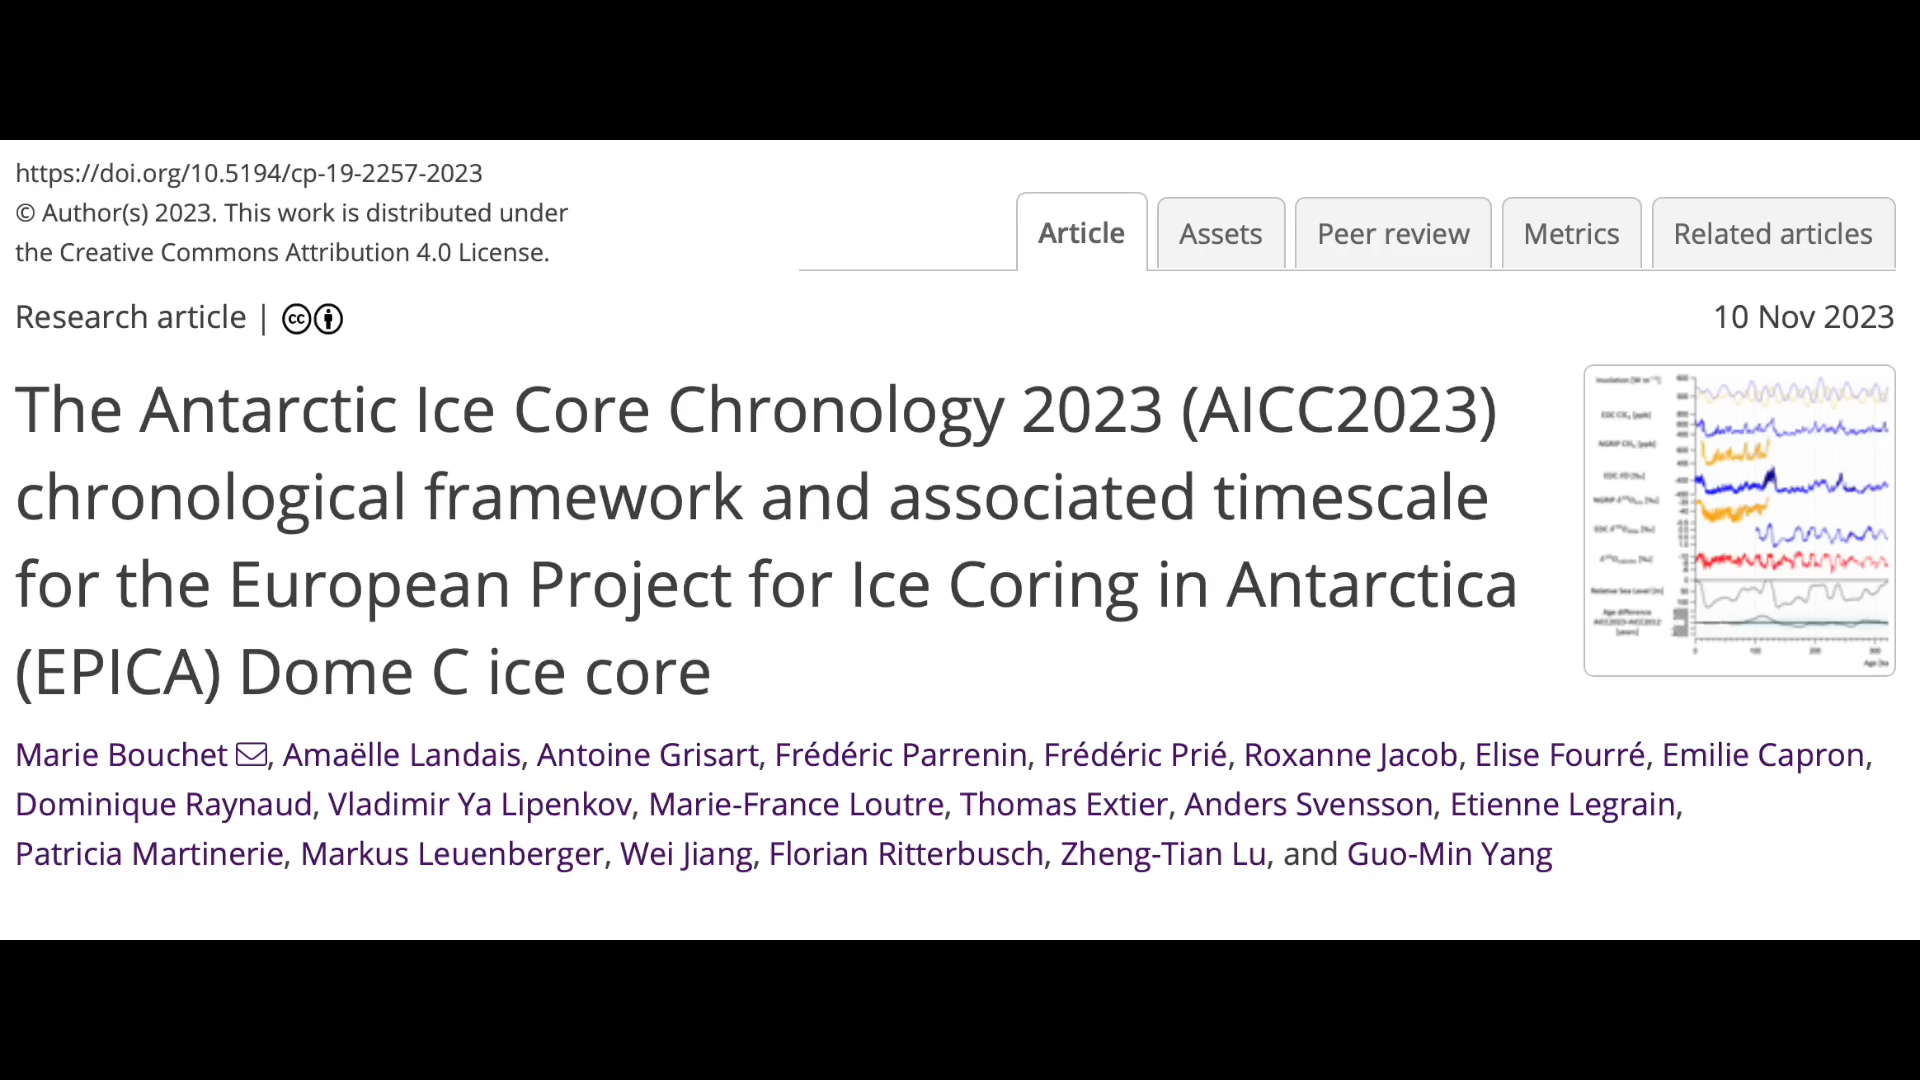 https://doi.org/10.5194/cp-19-2257-2023
© Author(s) 2023. This work is distributed under
the Creative Commons Attribution 4.0 License.
Article
Assets
Peer review
Metrics
Related articles
Research article |
10 Nov 2023
The Antarctic Ice Core Chronology 2023 (AICC2023)
chronological framework and associated timescale
for the European Project for Ice Coring in Antarctica
(EPICA) Dome C ice core
Marie Bouchet, Amaëlle Landais, Antoine Grisart, Frédéric Parrenin, Frédéric Prié, Roxanne Jacob, Elise Fourré, Emilie Capron,
Dominique Raynaud, Vladimir Ya Lipenkov, Marie-France Loutre, Thomas Extier, Anders Svensson, Etienne Legrain,
Patricia Martinerie, Markus Leuenberger, Wei Jiang, Florian Ritterbusch, Zheng-Tian Lu, and Guo-Min Yang